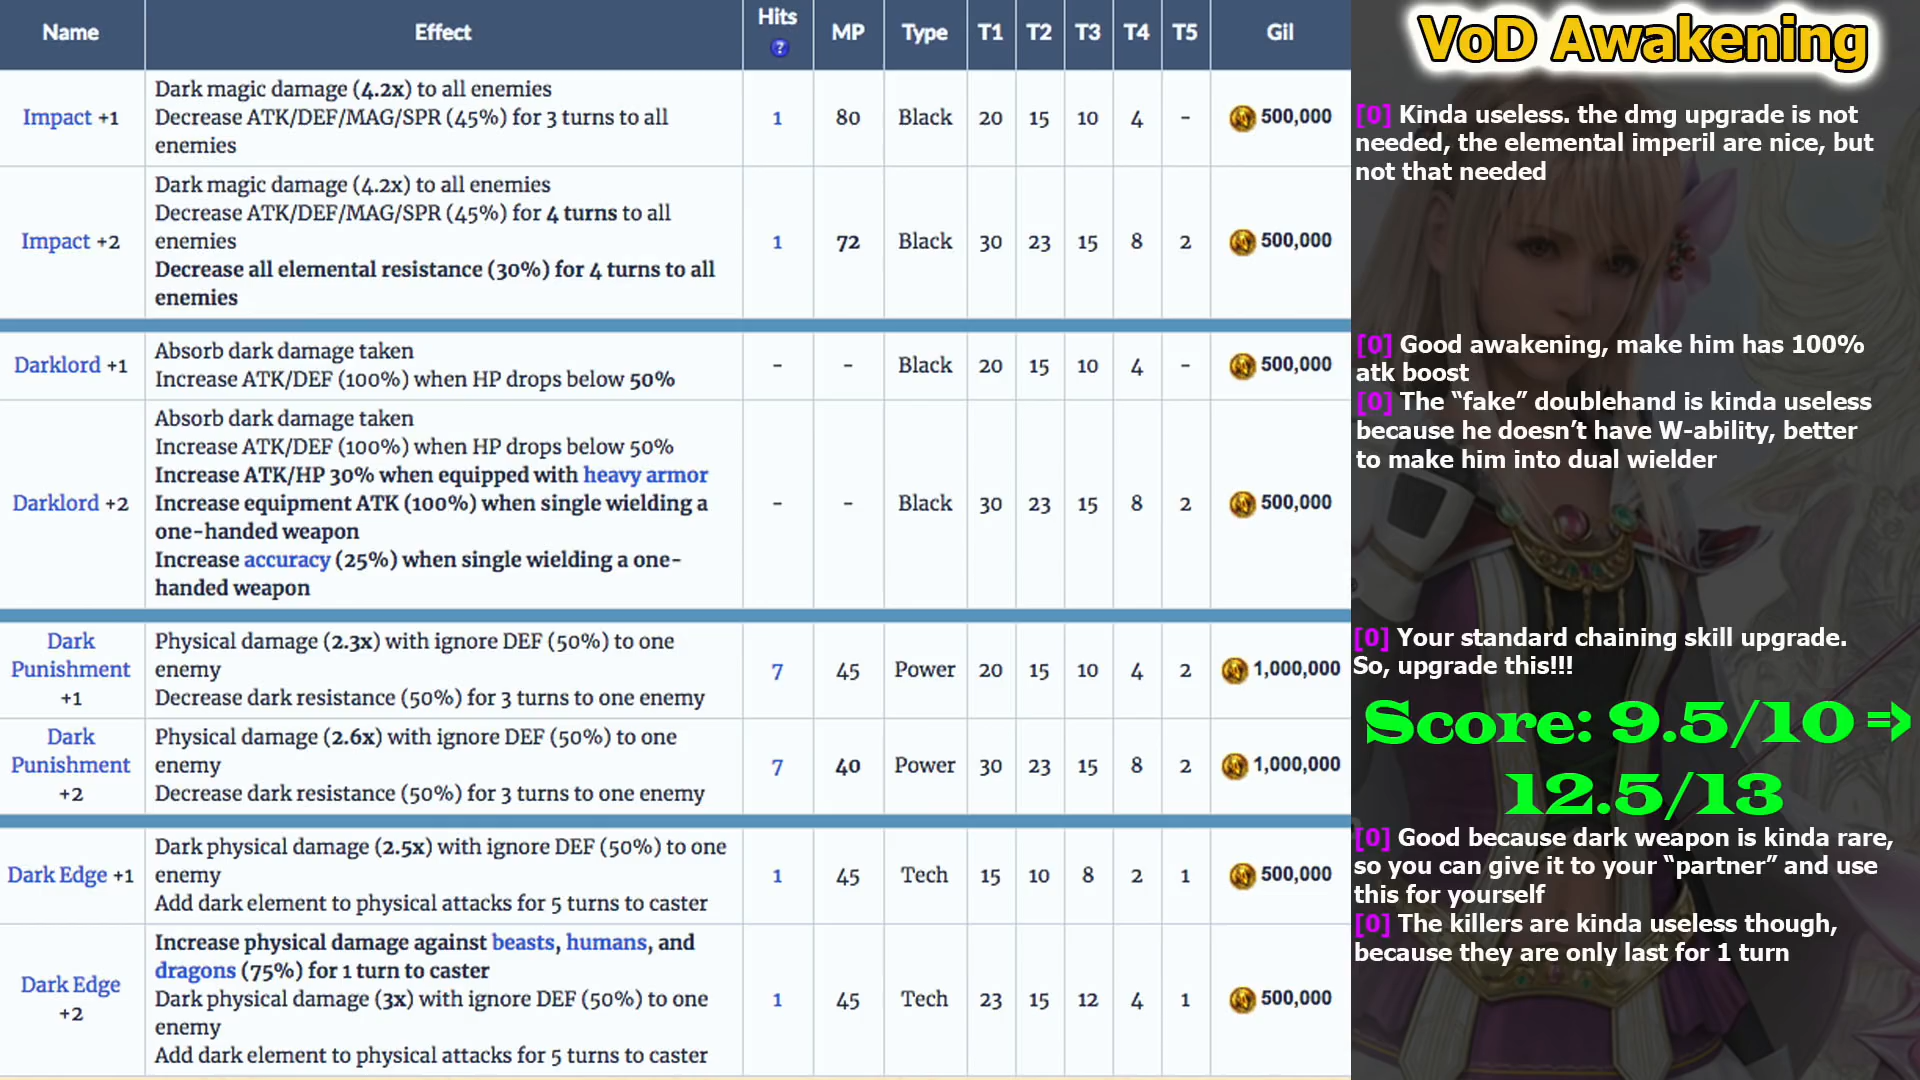 Name Effect Hits MP Type T1 T2 T3 T4 T5 Gil
?
Impact +1
Dark magic damage (4.2x) to all enemies
Decrease ATK/DEF/MAG/SPR (45%) for 3 turns to all
enemies
1 80 Black 20 15 10 4 - 500,000
Impact +2
Dark magic damage (4.2x) to all enemies
Decrease ATK/DEF/MAG/SPR (45%) for 4 turns to all
enemies
Decrease all elemental resistance (30%) for 4 turns to all
enemies
1 72 Black 30 23 15 8 2 500,000
Darklord +1
Absorb dark damage taken
Increase ATK/DEF (100%) when HP drops below 50%
- - Black 20 15 10 4 - 500,000
Darklord +2
Absorb dark damage taken
Increase ATK/DEF (100%) when HP drops below 50%
Increase ATK/HP 30% when equipped with heavy armor
Increase equipment ATK (100%) when single wielding a
one-handed weapon
Increase accuracy (25%) when single wielding a one-
handed weapon
- - Black 30 23 15 8 2 500,000
Dark
Punishment
+1
Physical damage (2.3x) with ignore DEF (50%) to one
enemy
Decrease dark resistance (50%) for 3 turns to one enemy
7 45 Power 20 15 10 4 2 1,000,000
Dark
Punishment
+2
Physical damage (2.6x) with ignore DEF (50%) to one
enemy
Decrease dark resistance (50%) for 3 turns to one enemy
7 40 Power 30 23 15 8 2 1,000,000
Dark Edge +1
Dark physical damage (2.5x) with ignore DEF (50%) to one
enemy
Add dark element to physical attacks for 5 turns to caster
1 45 Tech 15 10 8 2 1 500,000
Dark Edge
+2
Increase physical damage against beasts, humans, and
dragons (75%) for 1 turn to caster
Dark physical damage (3x) with ignore DEF (50%) to one
enemy
Add dark element to physical attacks for 5 turns to caster
1 45 Tech 23 15 12 4 1 500,000
VoD Awakening
[0] Kinda useless. the dmg upgrade is not
needed, the elemental imperil are nice, but
not that needed
[0] Good awakening, make him has 100%
atk boost
[0] The “fake” doublehand is kinda useless
because he doesn’t have W-ability, better
to make him into dual wielder
[0] Your standard chaining skill upgrade.
So, upgrade this!!!
Score: 9.5/10 =>
12.5/13
[0] Good because dark weapon is kinda rare,
so you can give it to your “partner” and use
this for yourself
[0] The killers are kinda useless though,
because they are only last for 1 turn